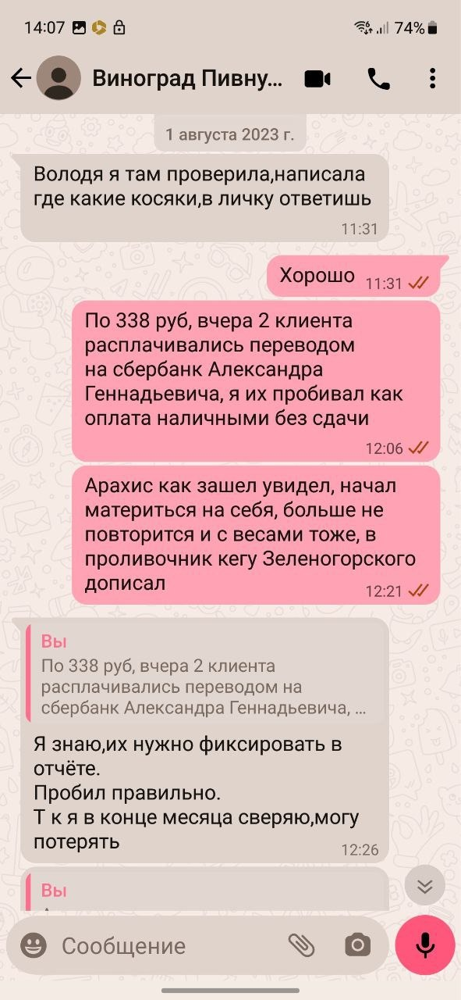 14:07 74%
Виноград Пивну...
1 августа 2023 г.
Володя я там проверила,написала
где какие косяки,в личку ответишь
11:31
Хорошо 11:31
По 338 руб, вчера 2 клиента
расплачивались переводом
на сбербанк Александра
Геннадьевича, я их пробивал как
оплата наличными без сдачи
12:06
Арахис как зашел увидел, начал
материться на себя, больше не
повторится и с весами тоже, в
проливочник кегу Зеленогорского
дописал 12:21
Вы
По 338 руб, вчера 2 клиента
расплачивались переводом на
сбербанк Александра Геннадьевича, ...
Я знаю,их нужно фиксировать в
отчёте.
Пробил правильно.
Т к я в конце месяца сверяю,могу
потерять 12:26
Вы
Сообщение